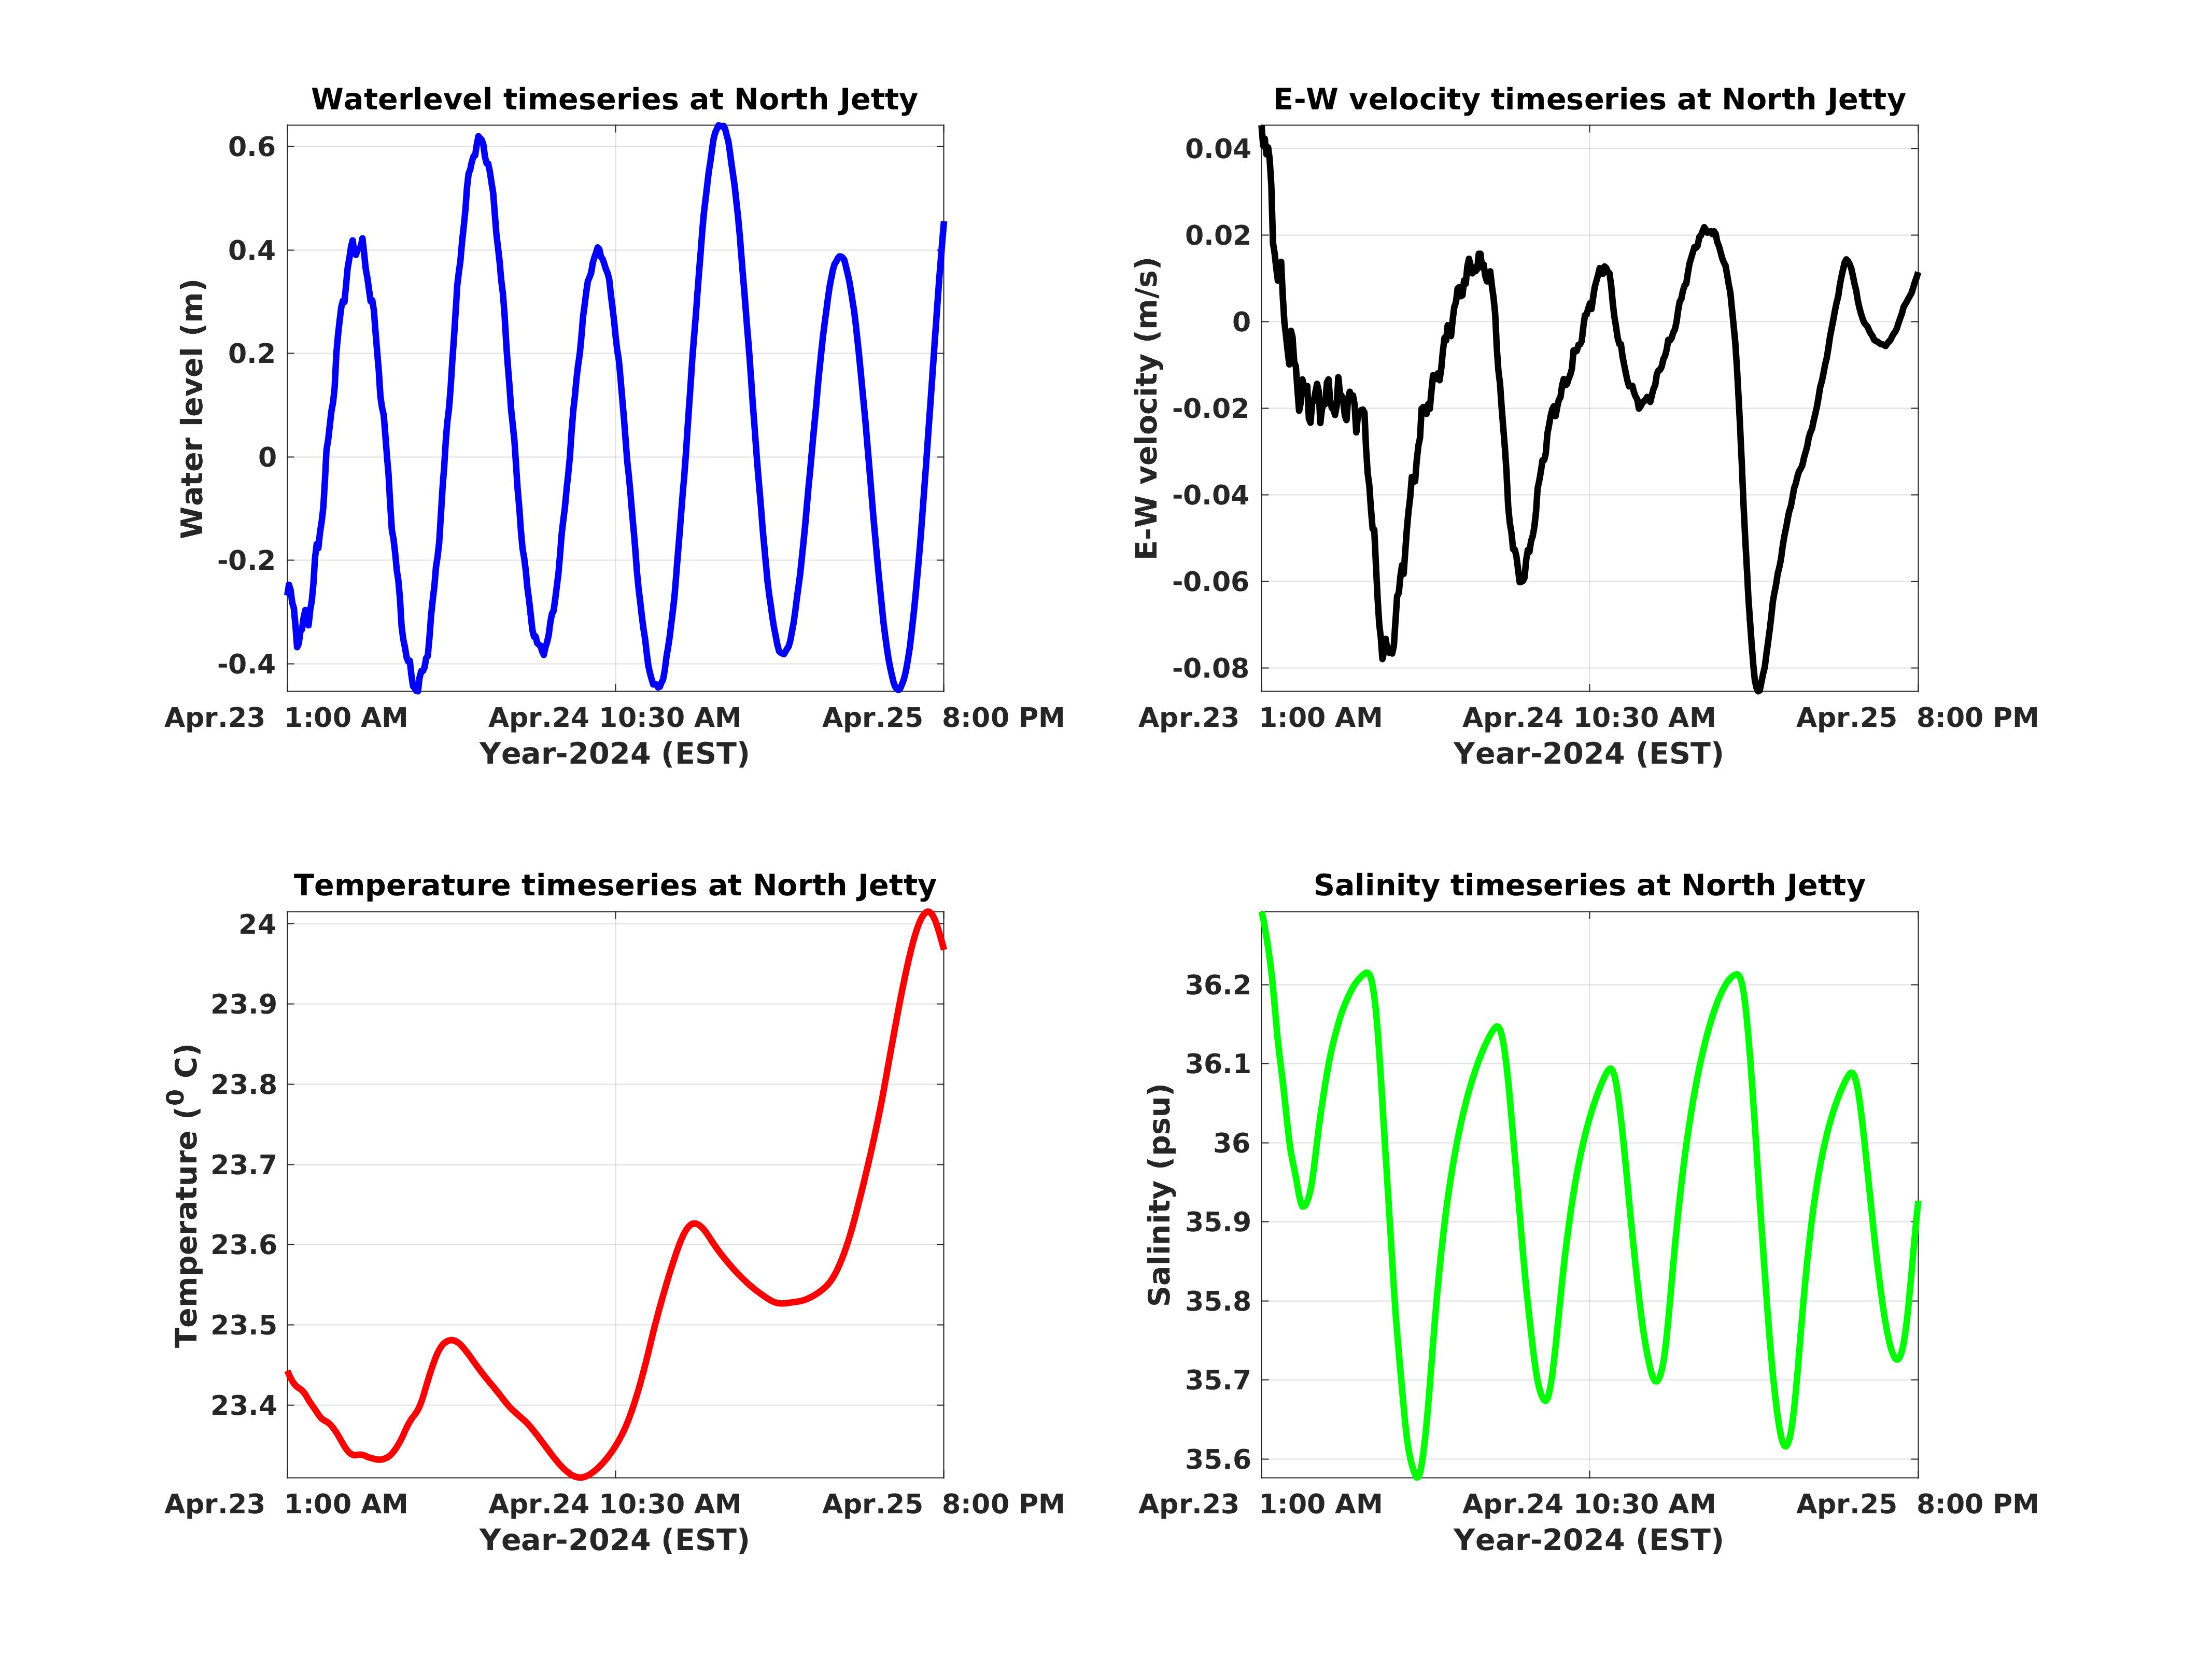 Waterlevel timeseries at North Jetty
0.6
0.4
0.2
0
-0.2
-0.4
Water level (m)
Apr.23 1:00 AM Apr.24 10:30 AM Apr.25 8:00 PM
Year-2024 (EST)
E-W velocity timeseries at North Jetty
0.04
0.02
0
-0.02
-0.04
-0.06
-0.08
E-W velocity (m/s)
Apr.23 1:00 AM Apr.24 10:30 AM Apr.25 8:00 PM
Year-2024 (EST)
Temperature timeseries at North Jetty
24
23.9
23.8
23.7
23.6
23.5
23.4
Temperature (⁰ C)
Apr.23 1:00 AM Apr.24 10:30 AM Apr.25 8:00 PM
Year-2024 (EST)
Salinity timeseries at North Jetty
36.2
36.1
36
35.9
35.8
35.7
35.6
Salinity (psu)
Apr.23 1:00 AM Apr.24 10:30 AM Apr.25 8:00 PM
Year-2024 (EST)